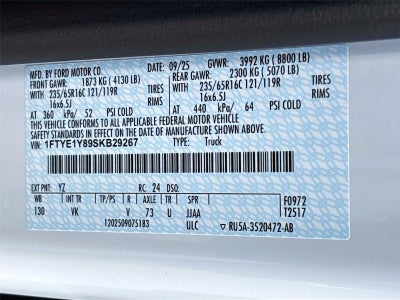 MFD. BY FORD MOTOR CO. 09/25 GVWR: 3992 KG ( 8800 LB)
FRONT GAWR: 1873 KG ( 4130 LB) REAR GAWR: 2300 KG ( 5070 LB)
WITH 235/65R16C 121/119R TIRES WITH 235/65R16C 121/119R TIRES
16x6.5J RIMS 16x6.5J RIMS
AT 360 kPa/ 52 PSI COLD AT 440 kPa/ 64 PSI COLD
THIS VEHICLE CONFORMS TO ALL APPLICABLE FEDERAL MOTOR VEHICLE
SAFETY STANDARDS IN EFFECT ON THE DATE OF MANUFACTURE SHOWN ABOVE.
VIN: 1FTYE1Y89SKB29267 TYPE: Truck
EXT PNT: YZ RC: 24 DSO:
WB INT TR TP/PS R AXLE TR SPR F0972
130 VK V 73 U JJAA T2517
1202509075183 ULC RU5A-3520472-AB